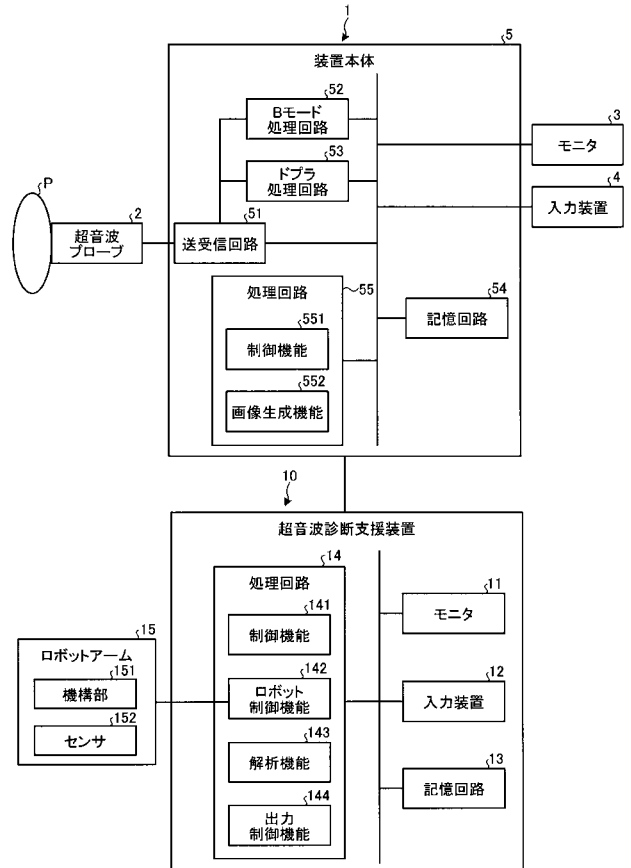 1
5
装置本体
52
Bモード
処理回路
53
ドプラ
処理回路
3
モニタ
4
入力装置
P
2
超音波
プローブ
51
送受信回路
処理回路
55
551
制御機能
552
画像生成機能
54
記憶回路
10
超音波診断支援装置
14
処理回路
141
制御機能
142
ロボット
制御機能
143
解析機能
144
出力
制御機能
11
モニタ
12
入力装置
13
記憶回路
15
ロボットアーム
151
機構部
152
センサ